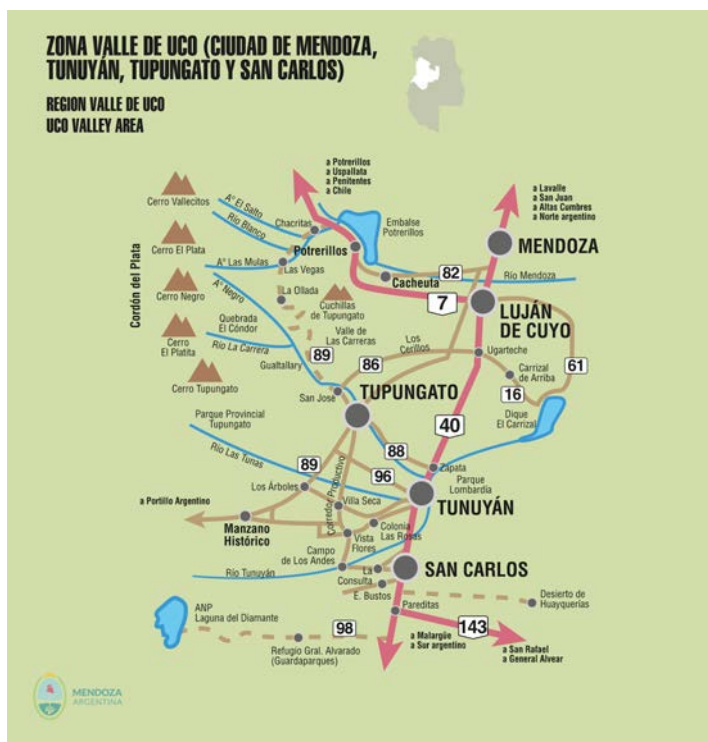 ZONA VALLE DE UCO (CIUDAD DE MENDOZA,
TUNUYÁN, TUPUNGATO Y SAN CARLOS)
REGION VALLE DE UCO
UCO VALLEY AREA
a Potrerillos
a Uspallata
a Penitentes
a Chile
a Lavalle
a San Juan
a Altas Cumbres
a Norte argentino
Cerro Vallecitos
Aº El Salto
Río Blanco
Chacritas
Embalse
Potrerillos
MENDOZA
Cordón del Plata
Cerro El Plata
Potrerillos
Aº Las Mulas
Las Vegas
Cacheuta
82
Río Mendoza
Cerro Negro
Aº Negro
La Ollada
Cuchillas
de Tupungato
7
LUJÁN
DE CUYO
Quebrada
El Cóndor
Valle de
Las Carreras
Los
Cerillos
Cerro
El Platita
Río La Carrera
89
Gualtallary
86
Ugarteche
Carrizal
de Arriba
61
Cerro Tupungato
San José
TUPUNGATO
16
Dique
El Carrizal
Parque Provincial
Tupungato
40
88
Río Las Tunas
89
96
Zapata
Parque
Lombardía
Los Árboles
Corredor Productivo
Villa Seca
TUNUYÁN
a Portillo Argentino
Manzano
Histórico
Vista
Flores
Colonia
Las Rosas
Campo
de Los Andes
Río Tunuyán
La
Consulta
SAN CARLOS
E. Bustos
Desierto de
Huayquerías
ANP
Laguna del Diamante
Pareditas
98
143
Refugio Gral. Alvarado
(Guardaparques)
a Malargüe
a Sur argentino
a San Rafael
a General Alvear
MENDOZA
ARGENTINA